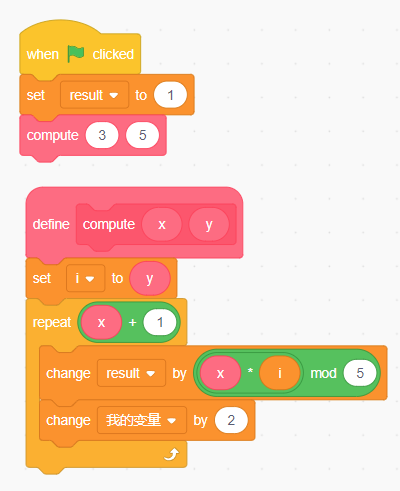 when clicked
set result to 1
compute 3 5
define compute x y
set i to y
repeat x + 1
change result by x * i mod 5
change 我的变量 by 2